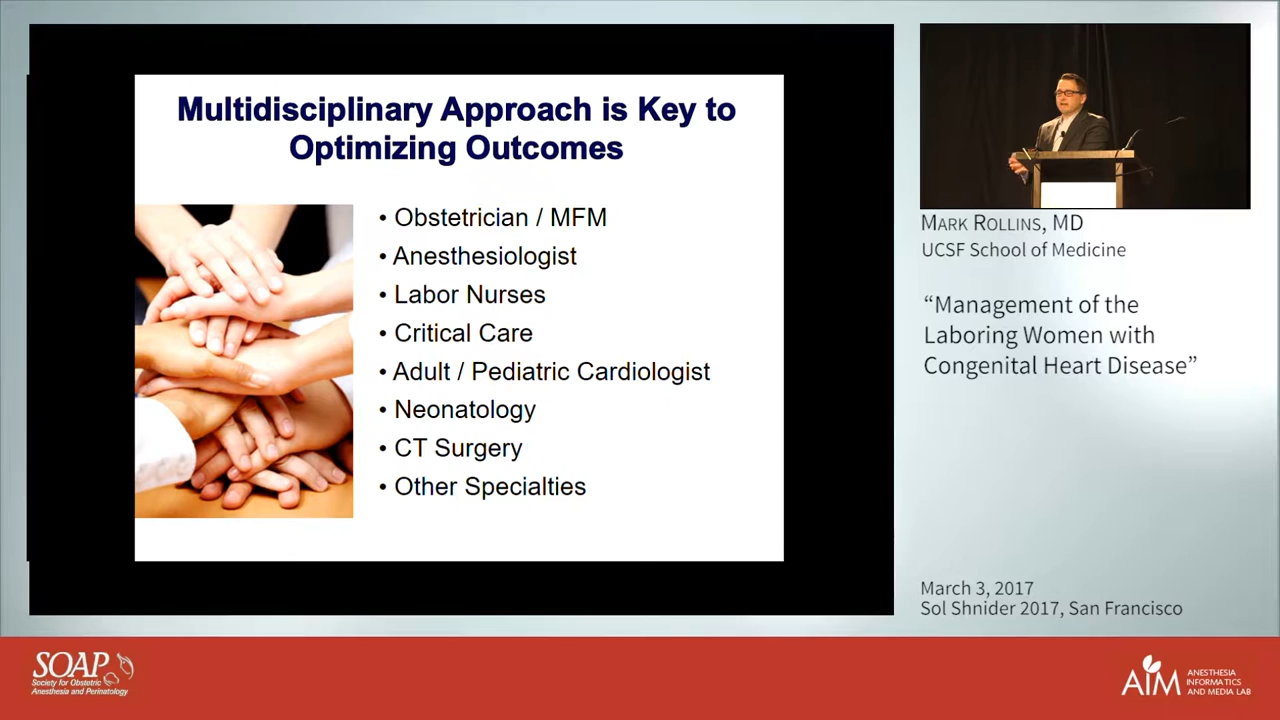 Multidisciplinary Approach is Key to
Optimizing Outcomes
• Obstetrician / MFM
• Anesthesiologist
• Labor Nurses
• Critical Care
• Adult / Pediatric Cardiologist
• Neonatology
• CT Surgery
• Other Specialties
MARK ROLLINS, MD
UCSF School of Medicine
“Management of the
Laboring Women with
Congenital Heart Disease”
March 3, 2017
Sol Shnider 2017, San Francisco
SOAP
Society for Obstetric
Anesthesia and Perinatology
AIM
ANESTHESIA
INFORMATICS
AND MEDIA LAB